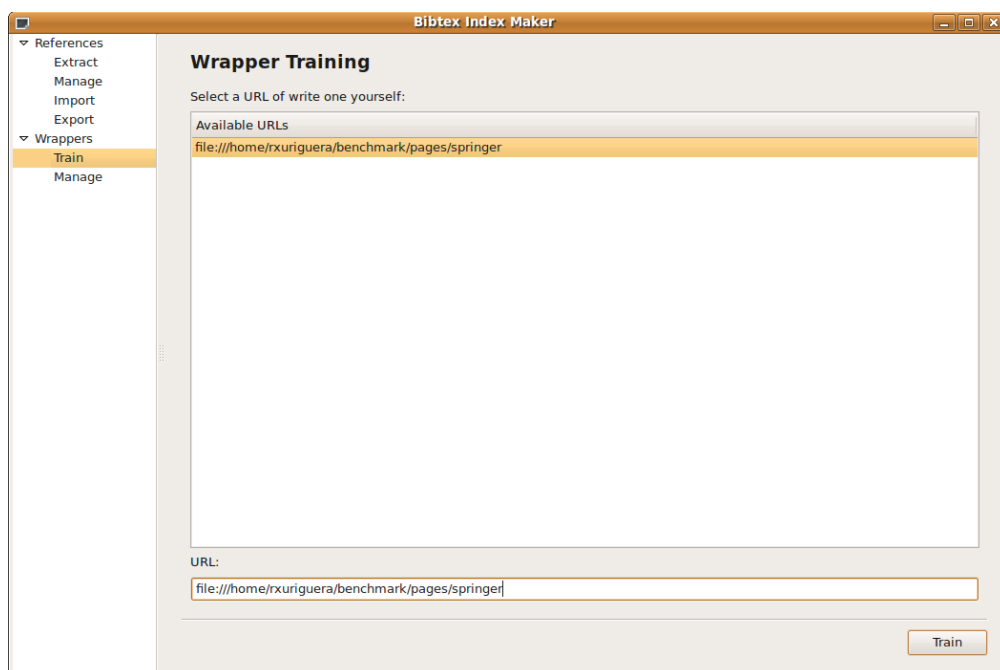 Bibtex Index Maker
References
Extract
Manage
Import
Export
Wrappers
Train
Manage
Wrapper Training
Select a URL of write one yourself:
Available URLs
file:///home/rxuriguera/benchmark/pages/springer
URL:
file:///home/rxuriguera/benchmark/pages/springer
Train